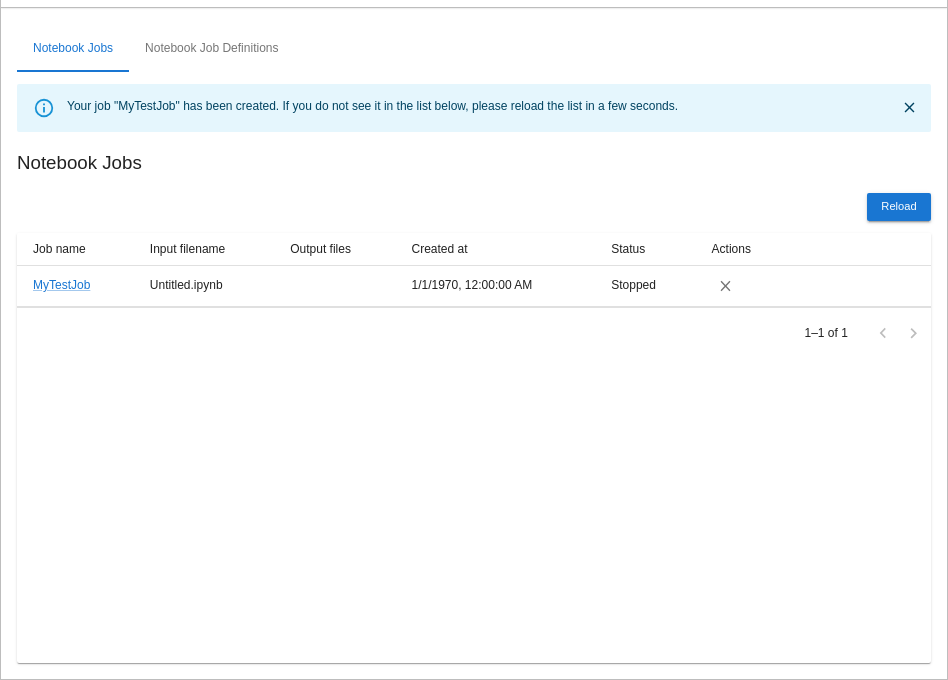 Notebook Jobs Notebook Job Definitions
Your job "MyTestJob" has been created. If you do not see it in the list below, please reload the list in a few seconds.
Notebook Jobs
Reload
Job name Input filename Output files Created at Status Actions
MyTestJob Untitled.ipynb 1/1/1970, 12:00:00 AM Stopped
1–1 of 1